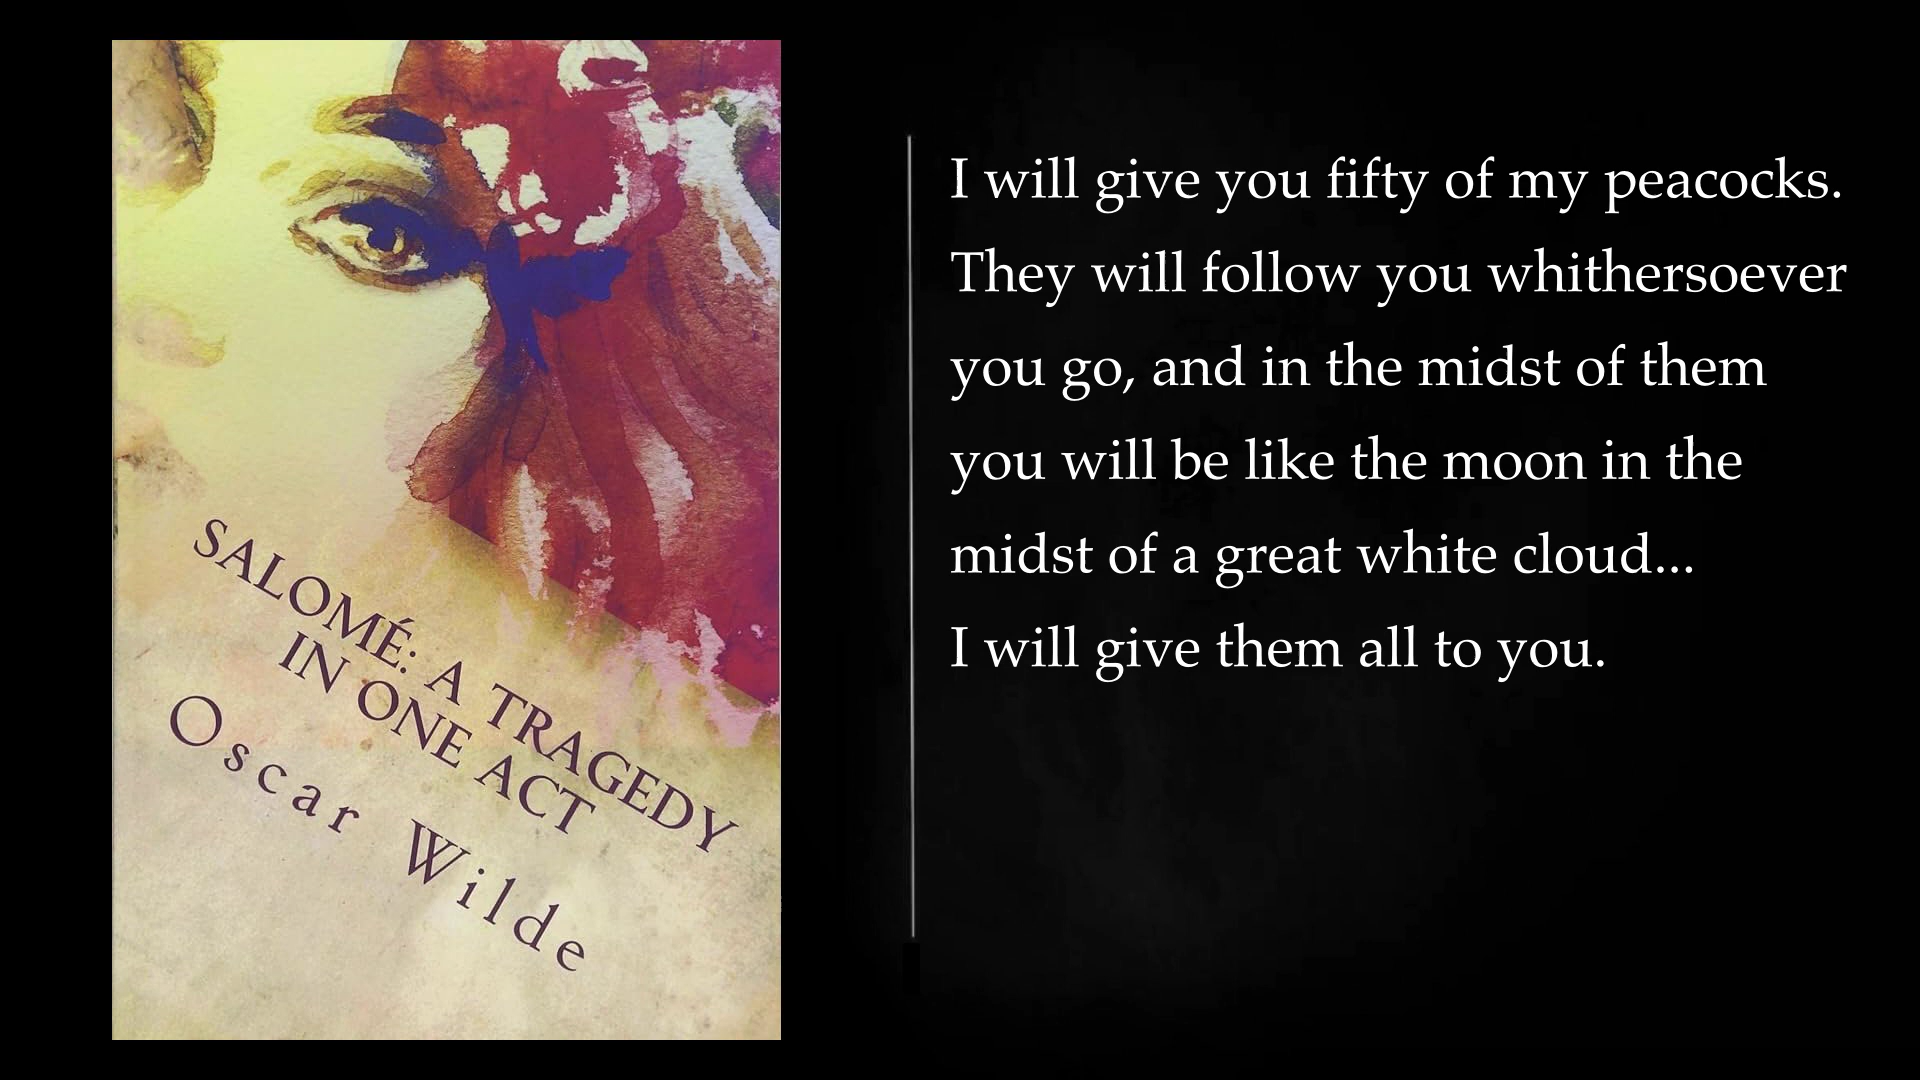 SALOMÉ: A TRAGEDY
IN ONE ACT
Oscar Wilde
I will give you fifty of my peacocks.
They will follow you whithersoever
you go, and in the midst of them
you will be like the moon in the
midst of a great white cloud...
I will give them all to you.